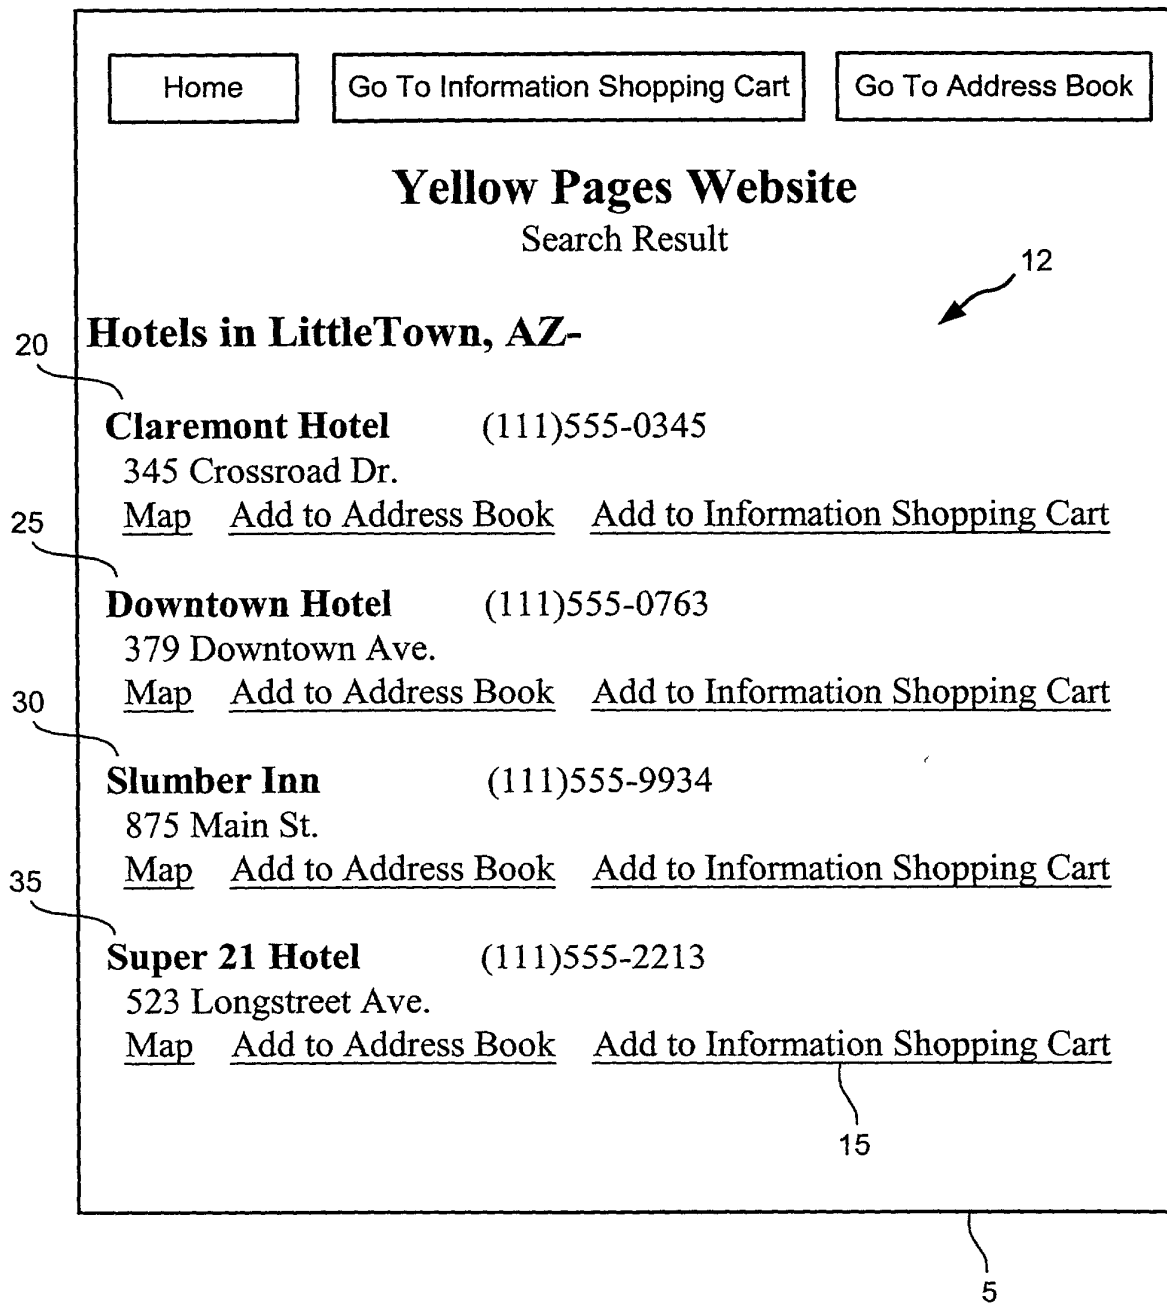 Home Go To Information Shopping Cart Go To Address Book
Yellow Pages Website
Search Result
12
Hotels in LittleTown, AZ-
20
Claremont Hotel (111)555-0345
345 Crossroad Dr.
Map Add to Address Book Add to Information Shopping Cart
25
Downtown Hotel (111)555-0763
379 Downtown Ave.
Map Add to Address Book Add to Information Shopping Cart
30
Slumber Inn (111)555-9934
875 Main St.
Map Add to Address Book Add to Information Shopping Cart
35
Super 21 Hotel (111)555-2213
523 Longstreet Ave.
Map Add to Address Book Add to Information Shopping Cart
15
5